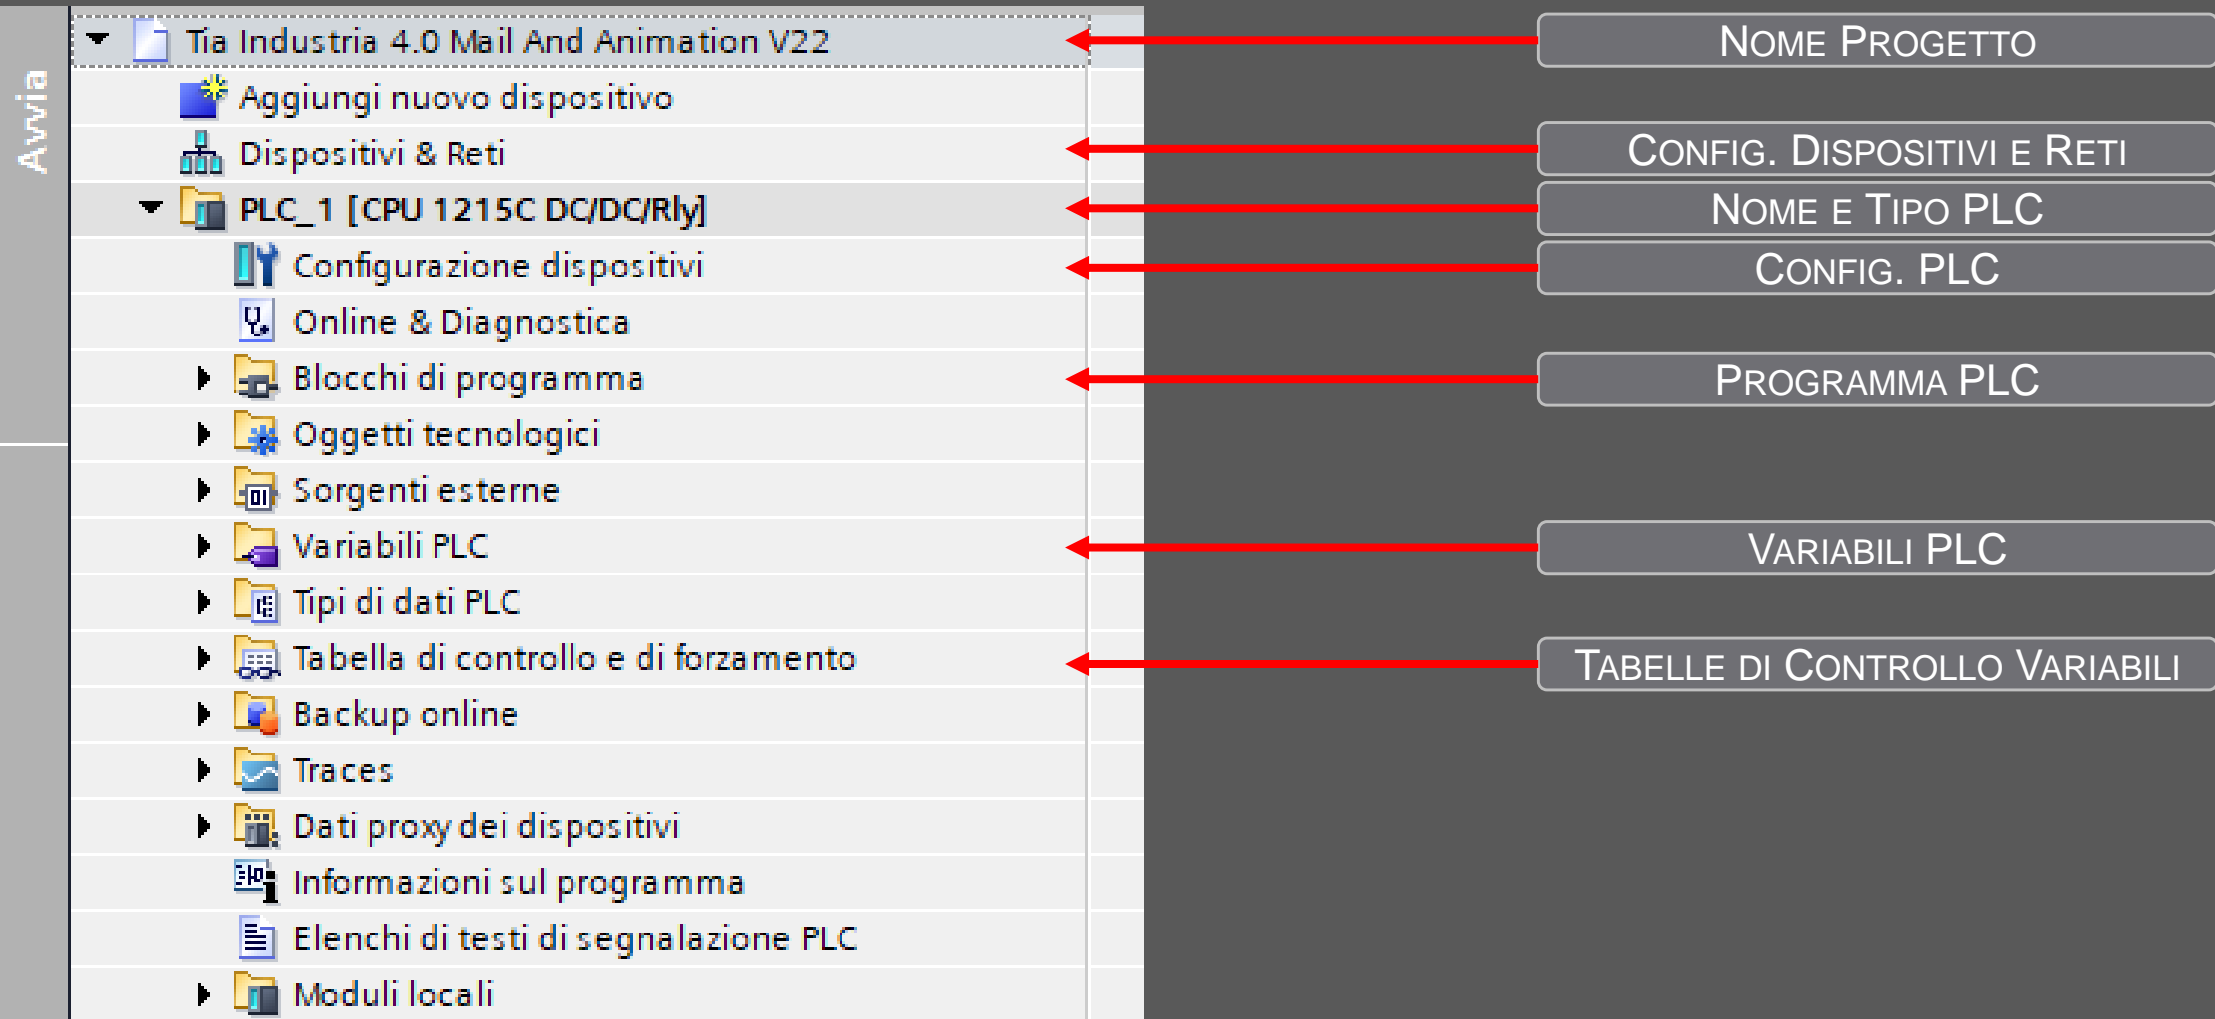 Avvia
Tia Industria 4.0 Mail And Animation V22
NOME PROGETTO
Aggiungi nuovo dispositivo
Dispositivi & Reti
CONFIG. DISPOSITIVI E RETI
PLC_1 [CPU 1215C DC/DC/Rly]
NOME E TIPO PLC
Configurazione dispositivi
CONFIG. PLC
Online & Diagnostica
Blocchi di programma
PROGRAMMA PLC
Oggetti tecnologici
Sorgenti esterne
Variabili PLC
VARIABILI PLC
Tipi di dati PLC
Tabella di controllo e di forzamento
TABELLE DI CONTROLLO VARIABILI
Backup online
Traces
Dati proxy dei dispositivi
Informazioni sul programma
Elenchi di testi di segnalazione PLC
Moduli locali